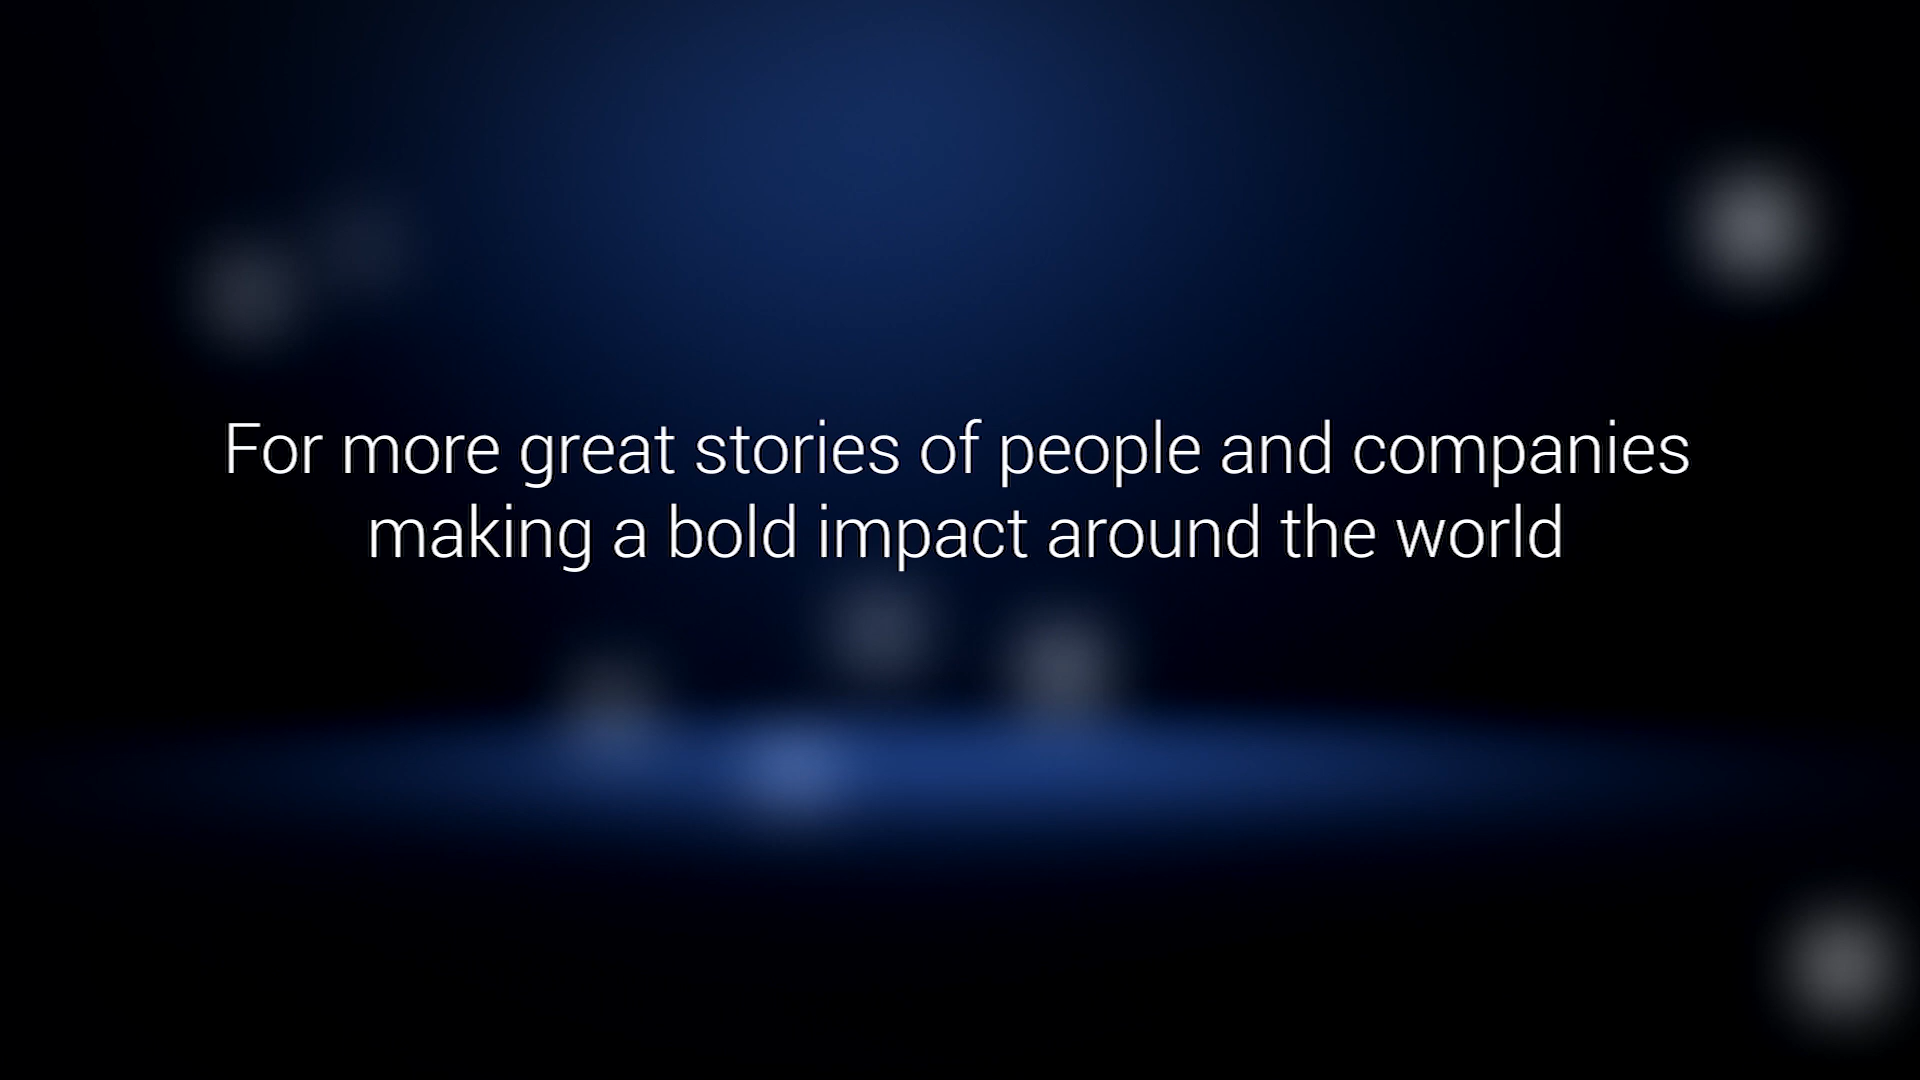 For more great stories of people and companies
making a bold impact around the world